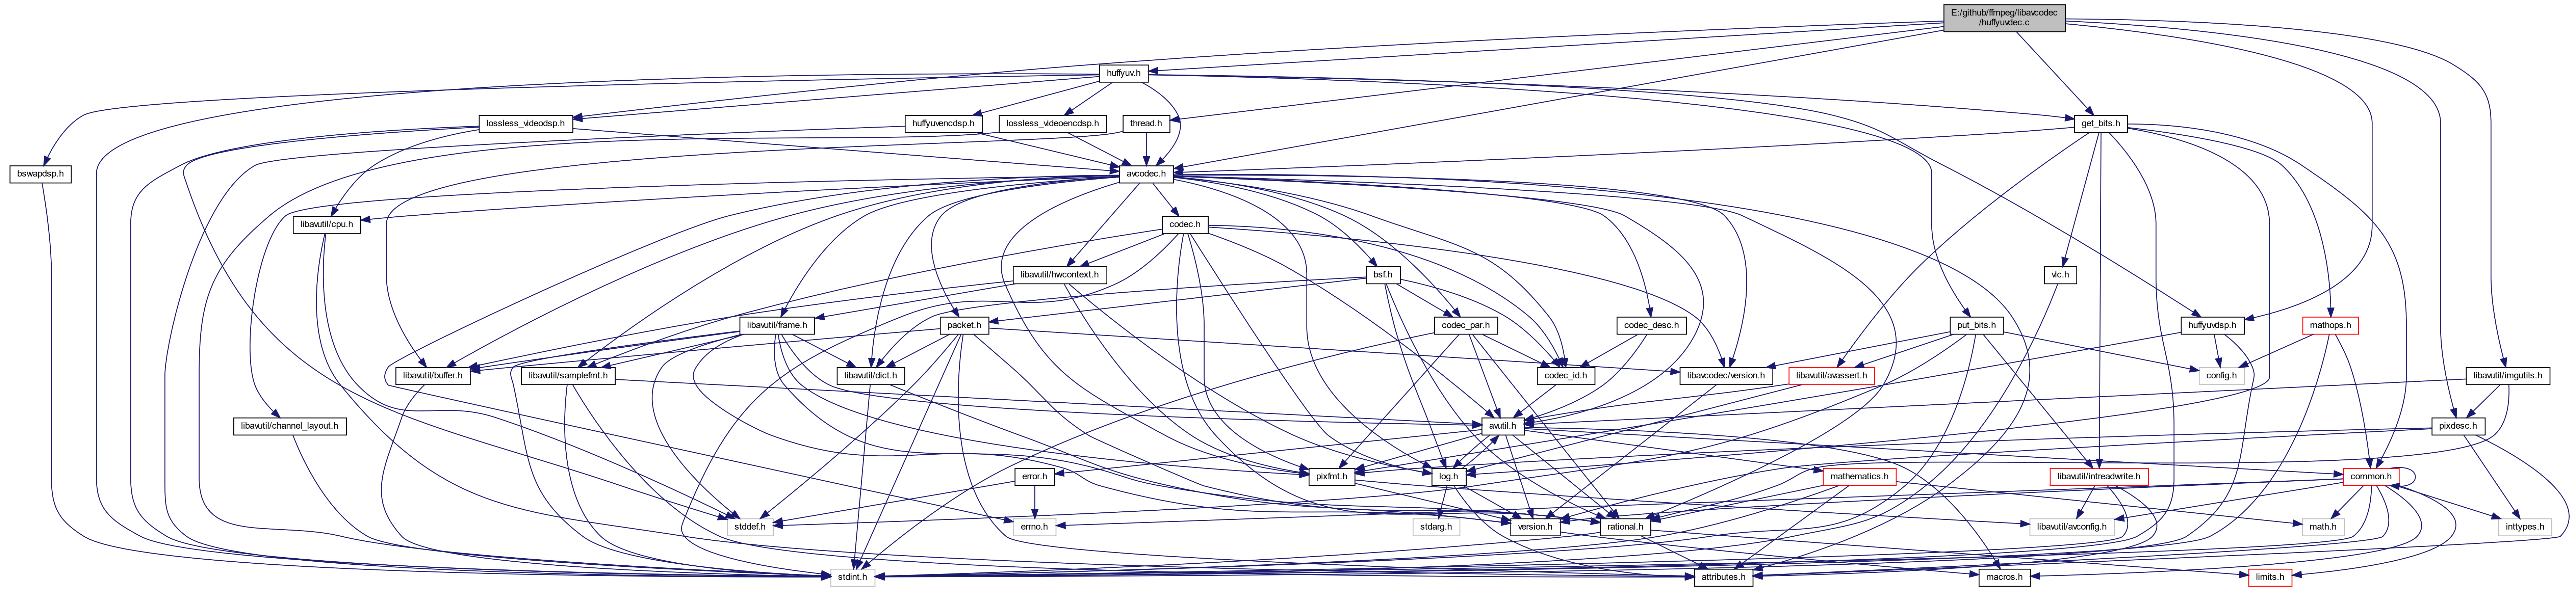 E:/github/ffmpeg/libavcodec
/huffyuvdec.c
huffyuv.h
lossless_videodsp.h
huffyuvencdsp.h
lossless_videoencdsp.h
thread.h
get_bits.h
bswapdsp.h
avcodec.h
libavutil/cpu.h
codec.h
libavutil/hwcontext.h
bsf.h
vlc.h
libavutil/frame.h
packet.h
codec_par.h
codec_desc.h
put_bits.h
huffyuvdsp.h
mathops.h
libavutil/buffer.h
libavutil/samplefmt.h
libavutil/dict.h
codec_id.h
libavcodec/version.h
libavutil/avassert.h
config.h
libavutil/imgutils.h
libavutil/channel_layout.h
avutil.h
pixdesc.h
error.h
pixfmt.h
log.h
mathematics.h
libavutil/intreadwrite.h
common.h
stddef.h
errno.h
stdarg.h
version.h
rational.h
libavutil/avconfig.h
math.h
inttypes.h
stdint.h
attributes.h
macros.h
limits.h